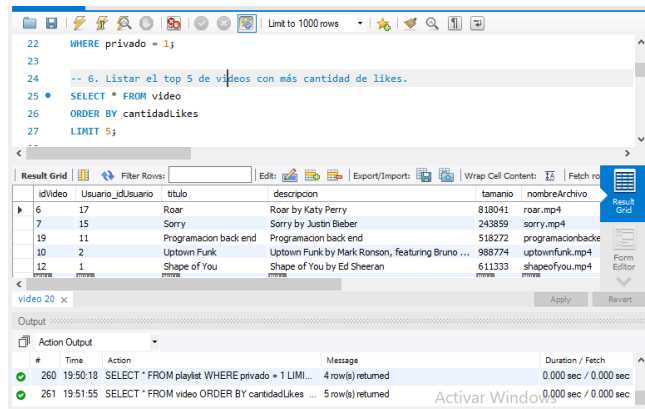 Limit to 1000 rows
22 WHERE privado = 1;
23
24 -- 6. Listar el top 5 de videos con más cantidad de likes.
25 SELECT * FROM video
26 ORDER BY cantidadLikes
27 LIMIT 5;
Result Grid Filter Rows: Edit: Export/Import: Wrap Cell Content: Fetch ro
idVideo Usuario_idUsuario titulo descripcion tamanio nombreArchivo
6 17 Roar Roar by Katy Perry 818041 roar.mp4
7 15 Sorry Sorry by Justin Bieber 243859 sorry.mp4
19 11 Programacion back end Programacion back end 518272 programacionbacke
10 2 Uptown Funk Uptown Funk by Mark Ronson, featuring Bruno ... 988774 uptownfunk.mp4
12 1 Shape of You Shape of You by Ed Sheeran 611333 shapeofyou.mp4
Result
Grid
Form
Editor
video 20 Apply Revert
Output
Action Output
# Time Action Message Duration / Fetch
260 19:50:18 SELECT * FROM playlist WHERE privado = 1 LIMI... 4 row(s) returned 0.000 sec / 0.000 sec
261 19:51:55 SELECT * FROM video ORDER BY cantidadLikes ... 5 row(s) returned 0.000 sec / 0.000 sec
Activar Windows